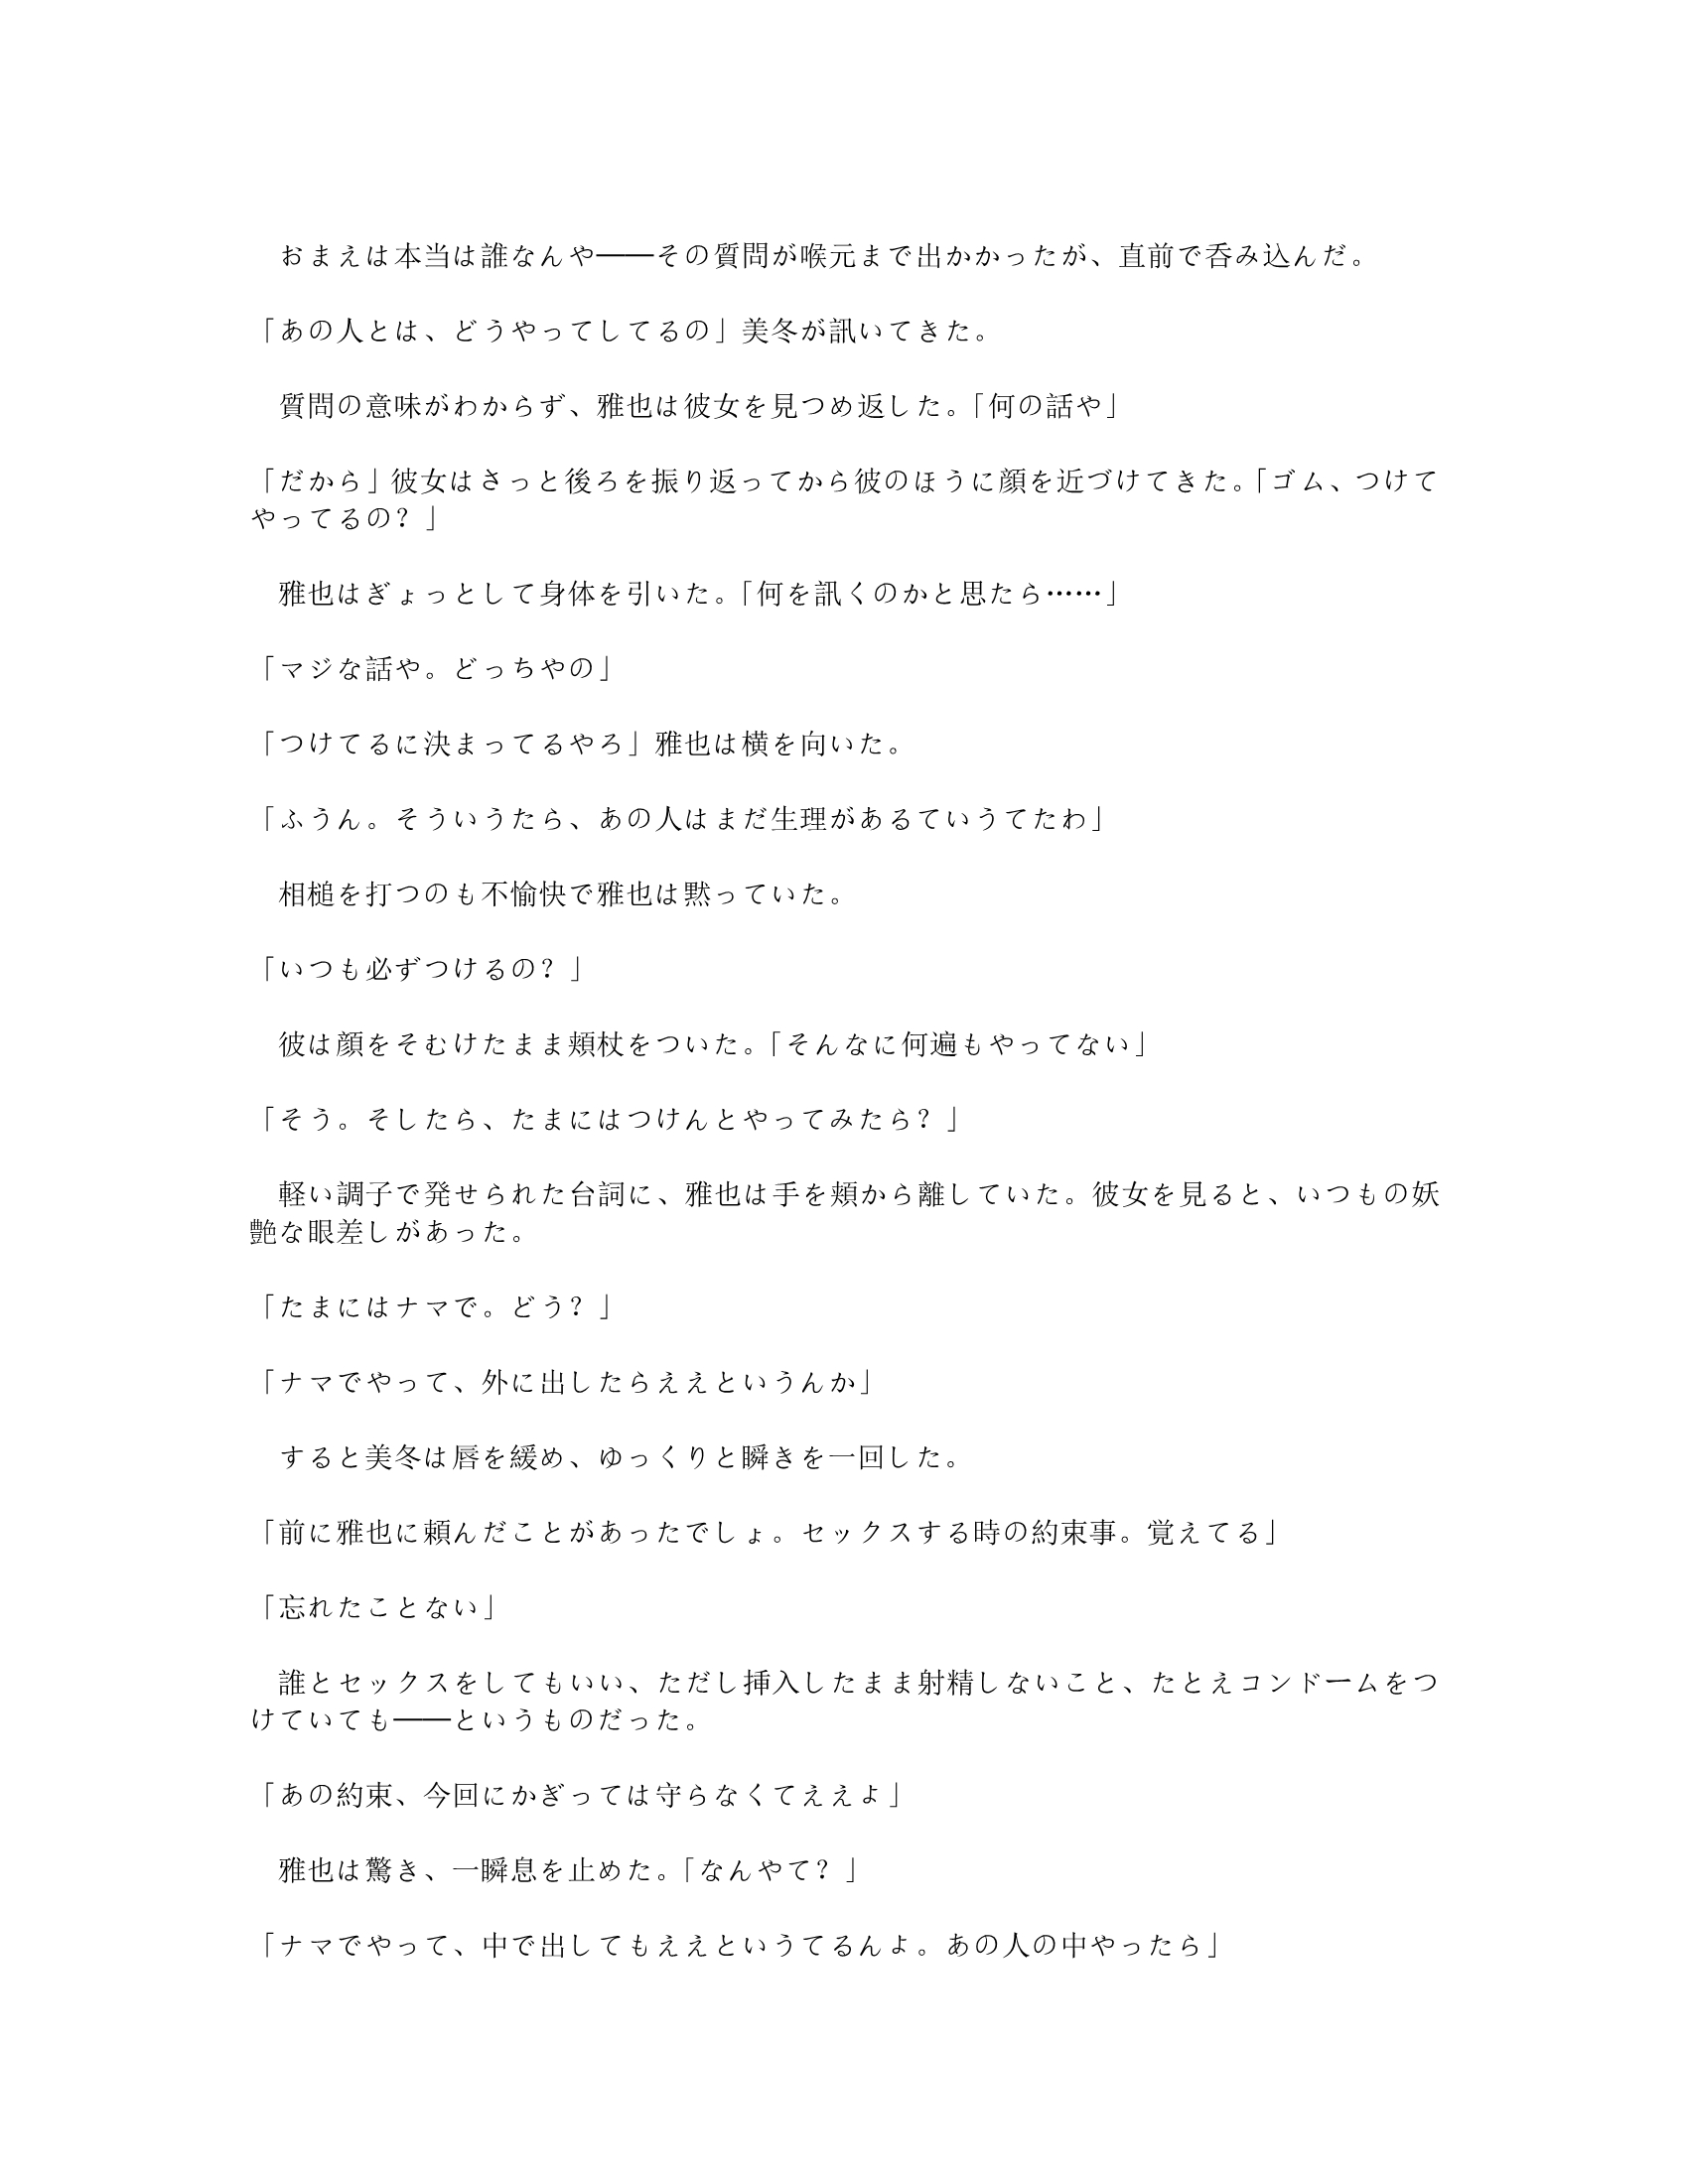 おまえは本当は誰なんや――その質問が喉元まで出かかったが、直前で呑み込んだ。
「あの人とは、どうやってしてるの」美冬が訊いてきた。
　質問の意味がわからず、雅也は彼女を見つめ返した。「何の話や」
「だから」彼女はさっと後ろを振り返ってから彼のほうに顔を近づけてきた。「ゴム、つけて
やってるの？」
　雅也はぎょっとして身体を引いた。「何を訊くのかと思たら……」
「マジな話や。どっちやの」
「つけてるに決まってるやろ」雅也は横を向いた。
「ふうん。そういうたら、あの人はまだ生理があるていうてたわ」
　相槌を打つのも不愉快で雅也は黙っていた。
「いつも必ずつけるの？」
　彼は顔をそむけたまま頬杖をついた。「そんなに何遍もやってない」
「そう。そしたら、たまにはつけんとやってみたら？」
　軽い調子で発せられた台詞に、雅也は手を頬から離していた。彼女を見ると、いつもの妖
艶な眼差しがあった。
「たまにはナマで。どう？」
「ナマでやって、外に出したらええというんか」
　すると美冬は唇を緩め、ゆっくりと瞬きを一回した。
「前に雅也に頼んだことがあったでしょ。セックスする時の約束事。覚えてる」
「忘れたことない」
　誰とセックスをしてもいい、ただし挿入したまま射精しないこと、たとえコンドームをつ
けていても――というものだった。
「あの約束、今回にかぎっては守らなくてええよ」
　雅也は驚き、一瞬息を止めた。「なんやて？」
「ナマでやって、中で出してもええというてるんよ。あの人の中やったら」